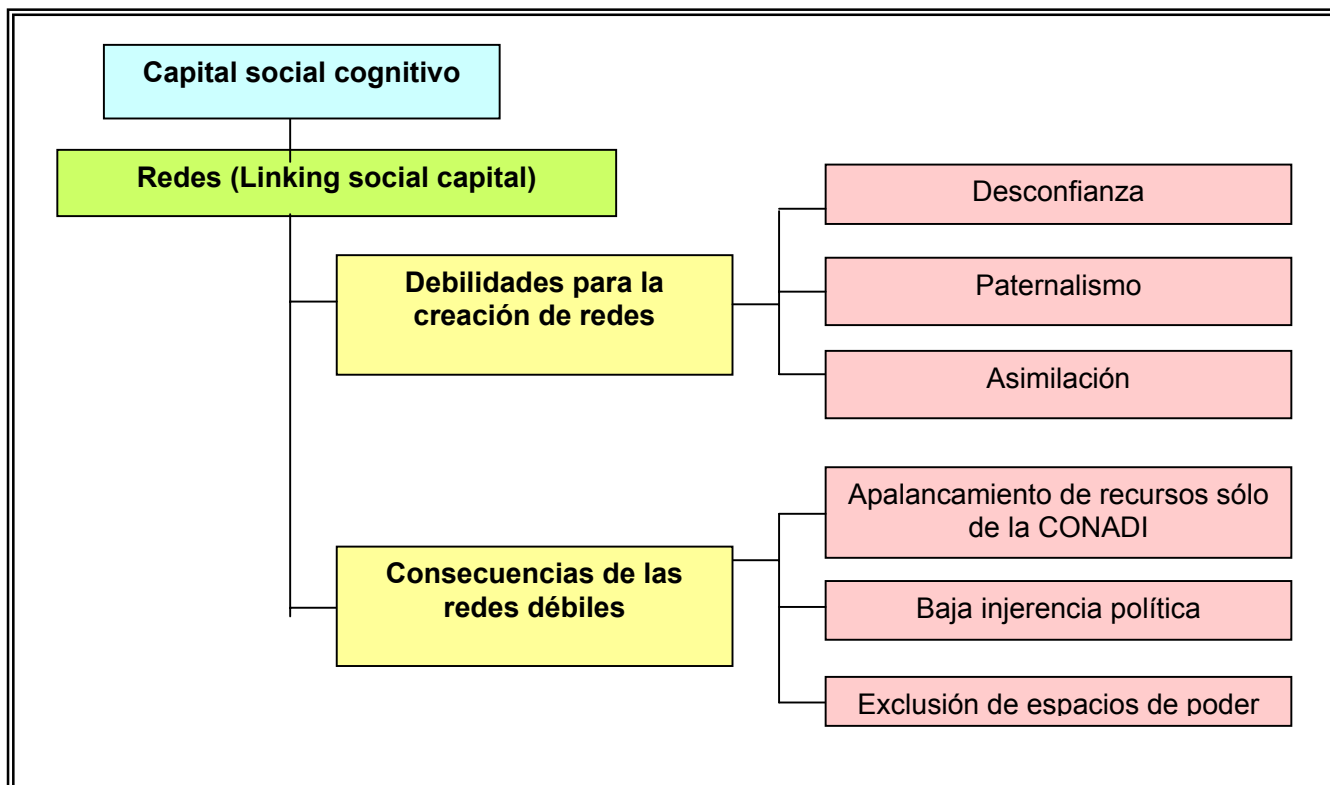 Capital social cognitivo
Redes (Linking social capital)
Debilidades para la
creación de redes
Desconfianza
Paternalismo
Asimilación
Consecuencias de las
redes débiles
Apalancamiento de recursos sólo
de la CONADI
Baja injerencia política
Exclusión de espacios de poder